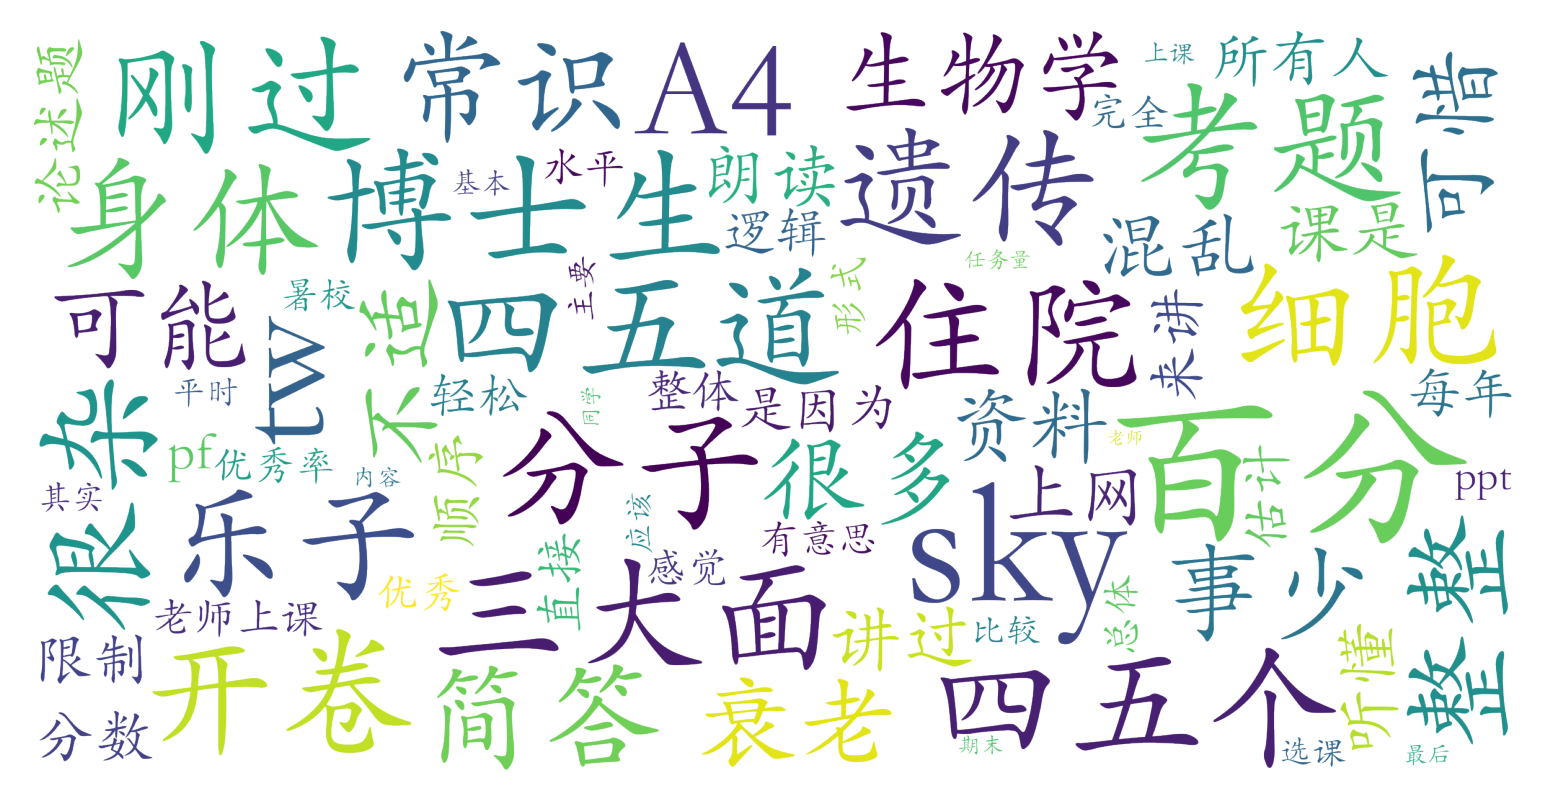 论述题
刚过
常识
A4
生物学
上课
所有人
可惜
完全
考题
身体
博士生
基本
水平
朗读
逻辑
遗传
混乱
课是
任务量
可能
暑校
tw
不适
四五道
主要
形式
住院
来讲
细胞
很杂
平时
轻松
同学
整体
是因为
资料
老师
百分
每年
pf
优秀率
内容
顺序
分子
很多
上网
估计
ppt
其实
乐子
应该
有意思
sky
事少
整整
老师上课
优秀
直接
感觉
三大面
讲过
比较
总体
限制
分数
开卷
简答
衰老
四五个
期末
听懂
选课
最后